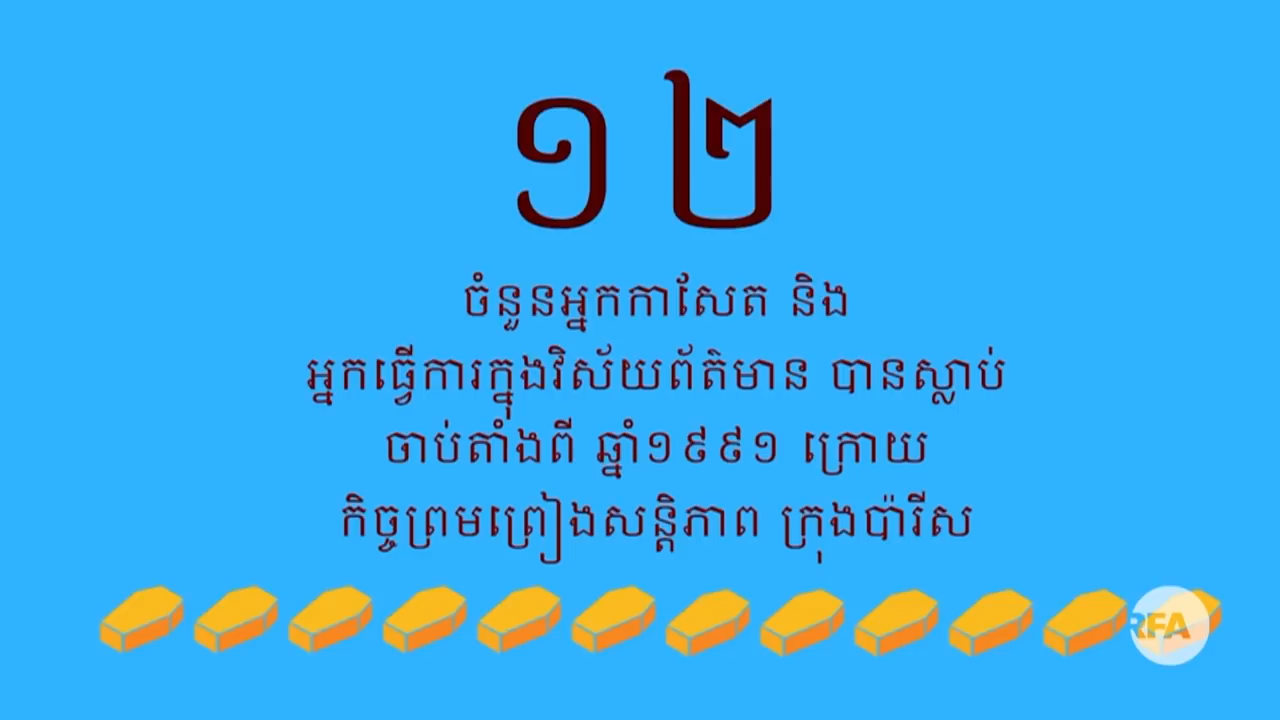 ១២
ចំនួនអ្នកកាសែត និង
អ្នកធ្វើការក្នុងវិស័យព័ត៌មាន បានស្លាប់
ចាប់តាំងពី ឆ្នាំ១៩៩១ ក្រោយ
កិច្ចព្រមព្រៀងសន្តិភាព ក្រុងប៉ារីស
RFA